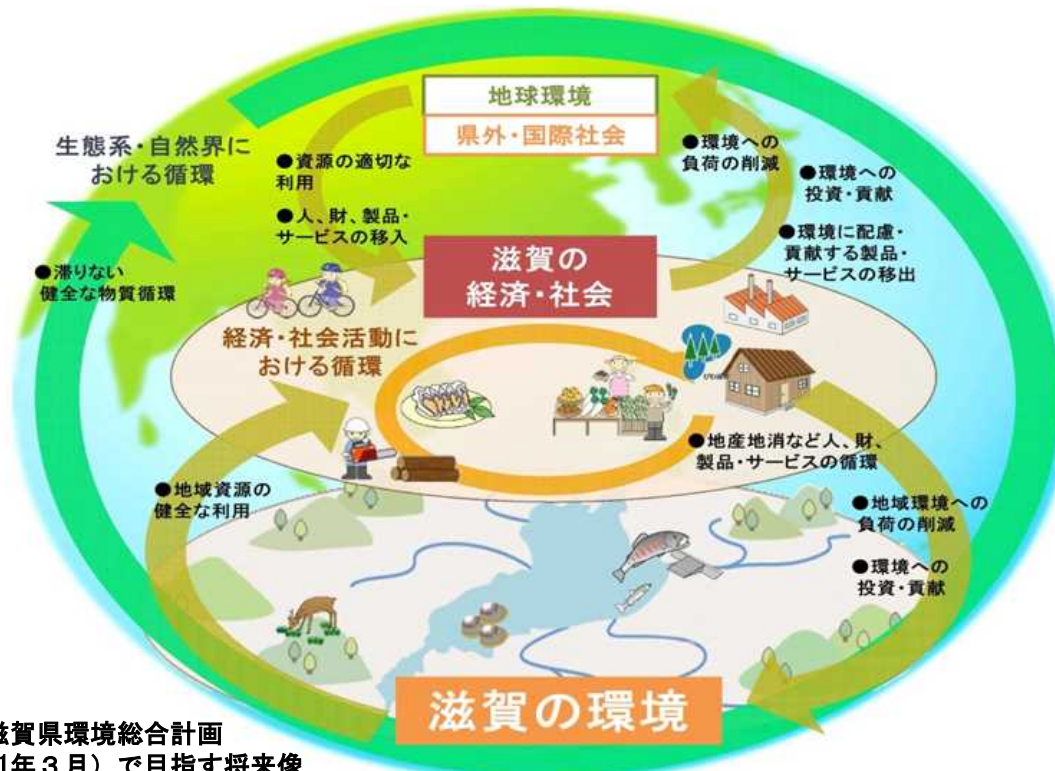 地球環境
県外・国際社会
生態系・自然界に
おける循環
●資源の適切な
利用
●人、財、製品・
サービスの移入
●環境への
負荷の削減
●環境への
投資・貢献
●環境に配慮・
貢献する製品・
サービスの移出
●滞りない
健全な物質循環
滋賀の
経済・社会
経済・社会活動に
おける循環
●地産地消など人、財、
製品・サービスの循環
●地域資源の
健全な利用
●地域環境への
負荷の削減
●環境への
投資・貢献
滋賀の環境
滋賀県環境総合計画
年3月）で目指す将来像